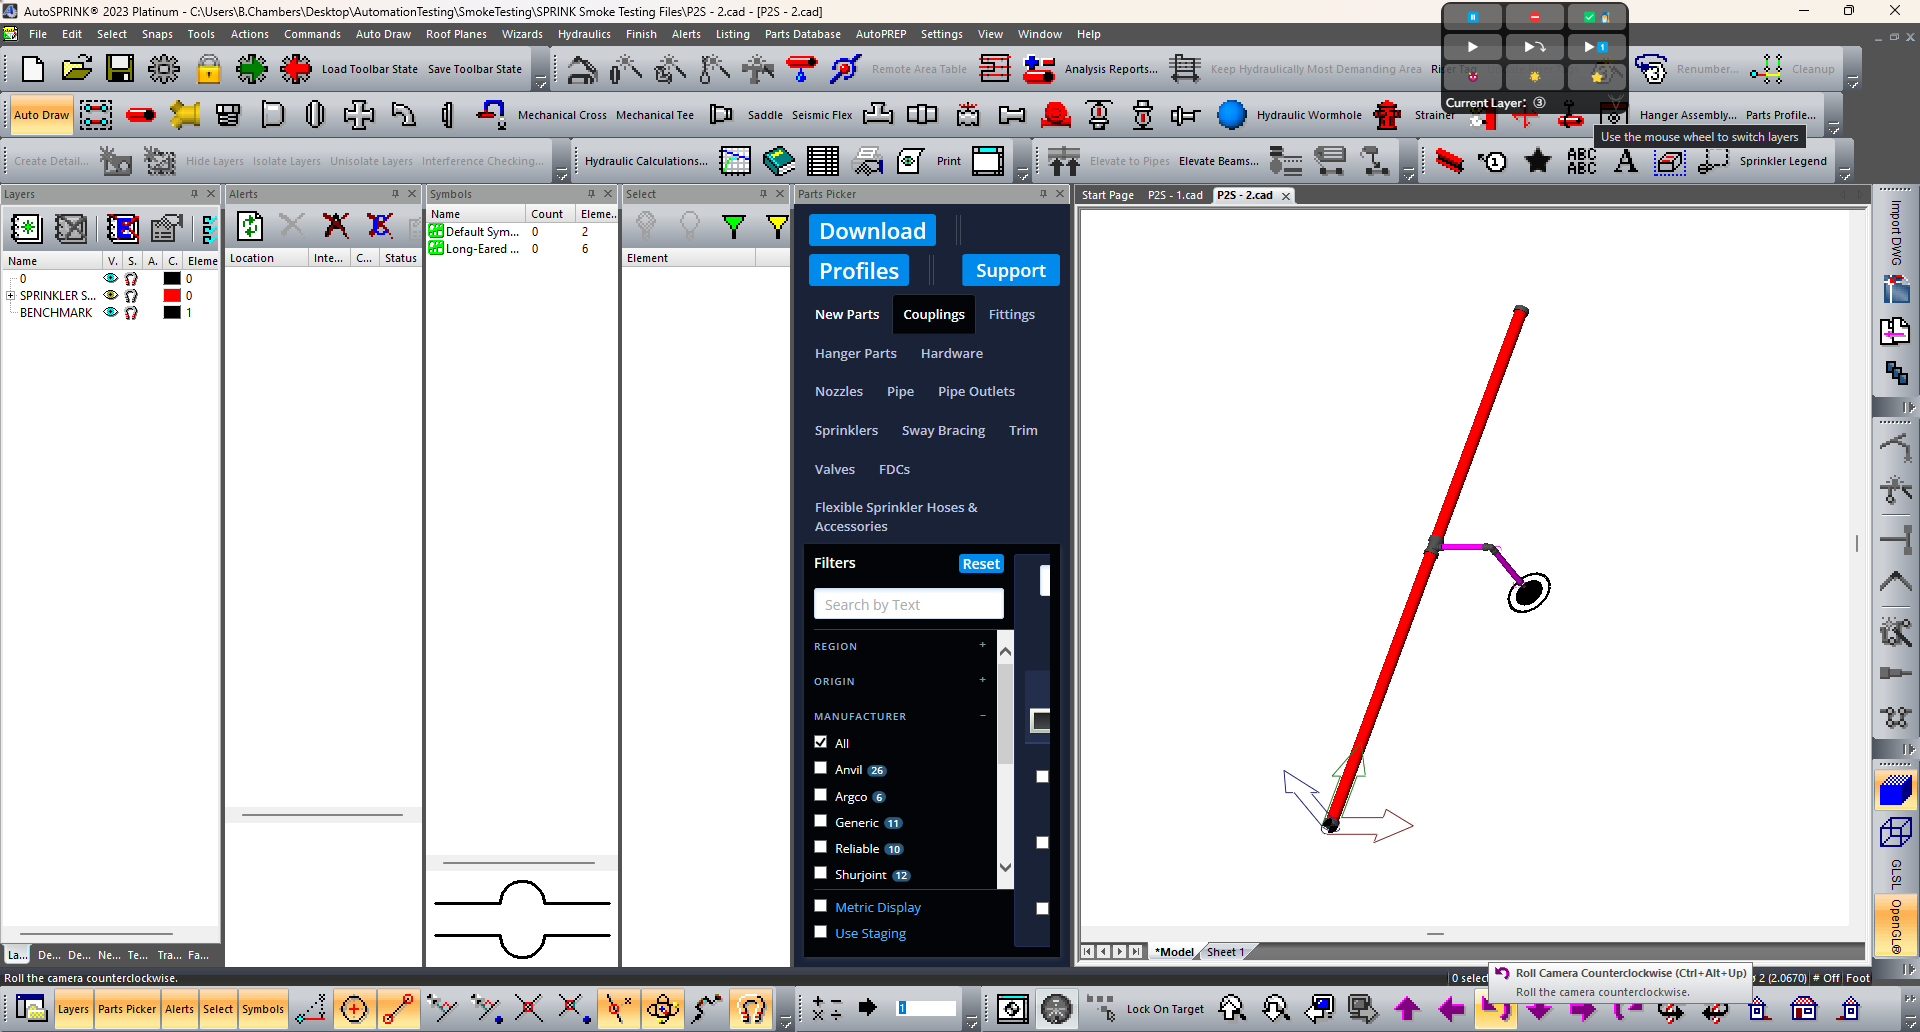 AutoSPRINK® 2023 Platinum - C:\Users\B.Chambers\Desktop\AutomationTesting\SmokeTesting\SPRINK Smoke Testing Files\P2S - 2.cad - [P2S - 2.cad]
File Edit Select Snaps Tools Actions Commands Auto Draw Roof Planes Wizards Hydraulics Finish Alerts Listing Parts Database AutoPREP Settings View Window Help
Load Toolbar State Save Toolbar State Remote Area Table Analysis Reports... Keep Hydraulically Most Demanding Area Renumber... Cleanup
Current Layer: ③
Auto Draw Mechanical Cross Mechanical Tee Saddle Seismic Flex Hydraulic Wormhole Strainer Hanger Assembly... Parts Profile...
Use the mouse wheel to switch layers
Create Detail... Hide Layers Isolate Layers Unisolate Layers Interference Checking... Hydraulic Calculations... Print Elevate to Pipes Elevate Beams... Sprinkler Legend
Layers Alerts Symbols Select Parts Picker
Start Page P2S - 1.cad P2S - 2.cad
Name V. S. A. C. Eleme
0 0
SPRINKLER S... 0
BENCHMARK 1
Location Inte... C... Status
Name Count Eleme...
Default Sym... 0 2
Long-Eared ... 0 6
Element
Download
Profiles Support
New Parts Couplings Fittings
Hanger Parts Hardware
Nozzles Pipe Pipe Outlets
Sprinklers Sway Bracing Trim
Valves FDCs
Flexible Sprinkler Hoses &
Accessories
Filters Reset
Search by Text
REGION +
ORIGIN +
MANUFACTURER −
All
Anvil 26
Argco 6
Generic 11
Reliable 10
Shurjoint 12
Metric Display
Use Staging
Import DWG
GLSL
OpenGL®
*Model Sheet 1
La... De... De... Ne... Te... Tra... Fa...
Roll the camera counterclockwise.
0 selec
Roll Camera Counterclockwise (Ctrl+Alt+Up)
Roll the camera counterclockwise.
2 (2.0670) # Off Foot
Layers Parts Picker Alerts Select Symbols 1 Lock On Target